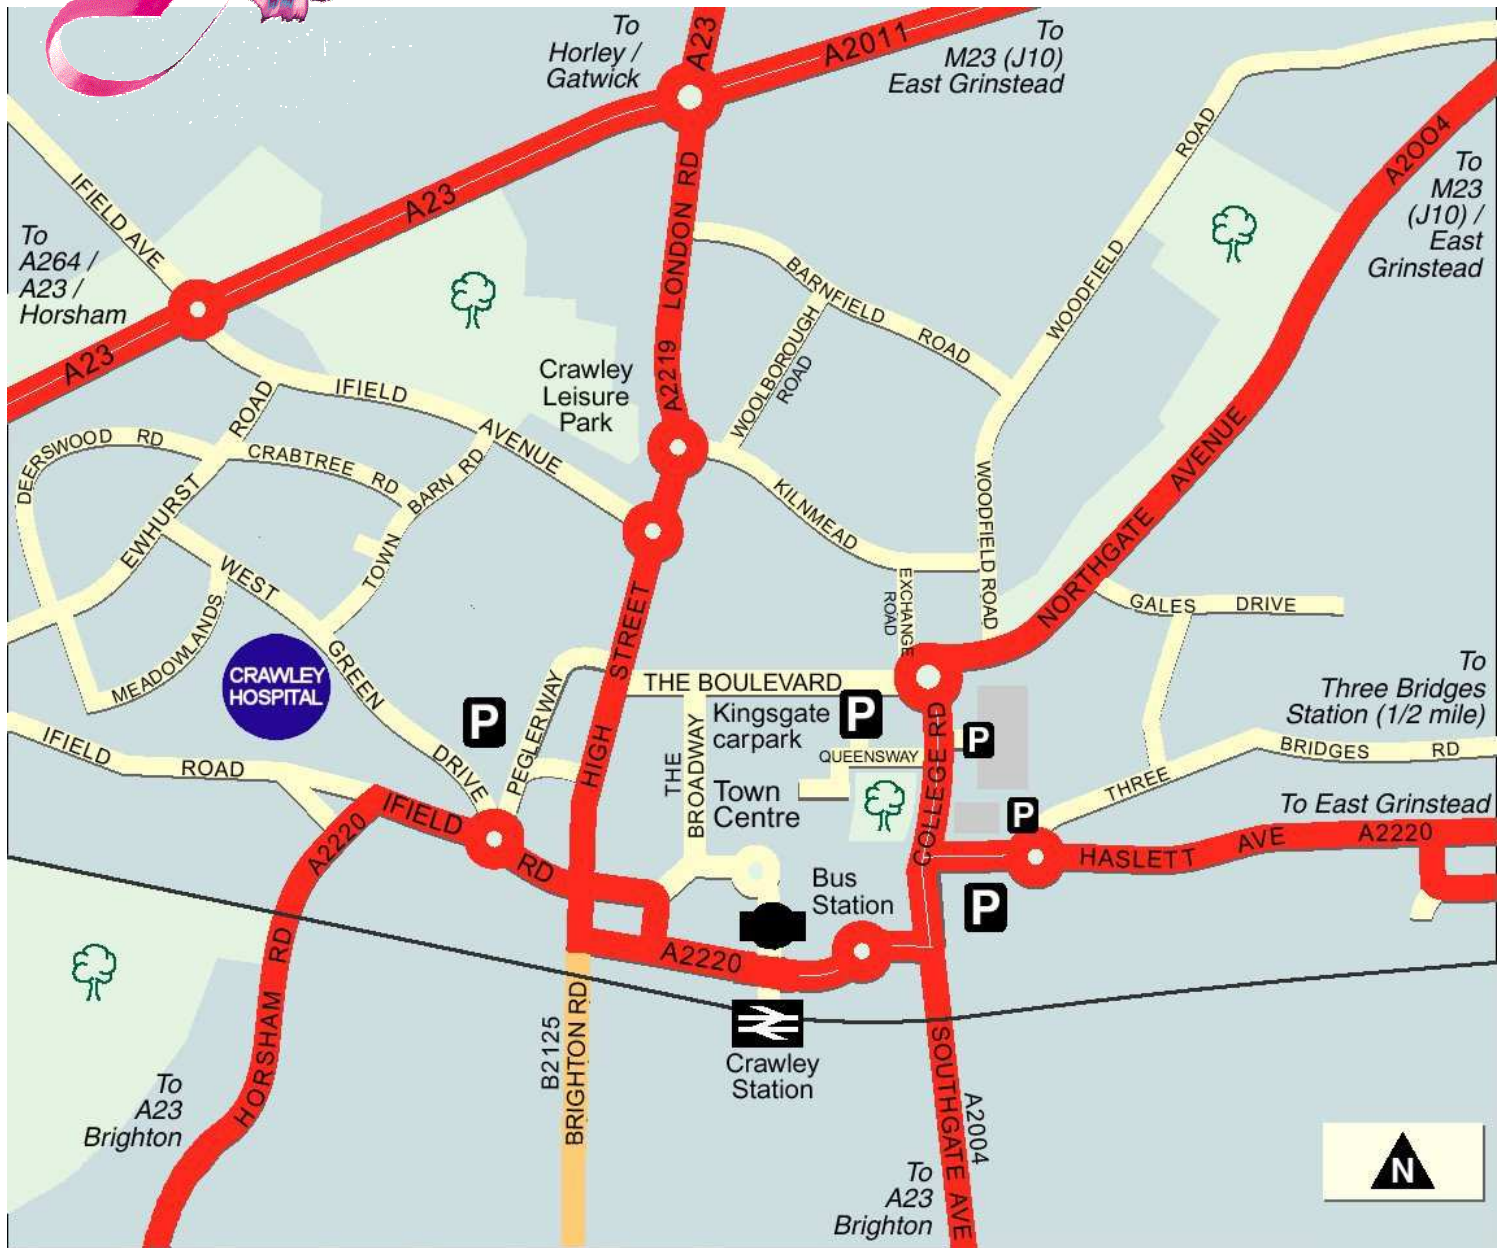 To
Horley /
Gatwick
A23
A2011
To
M23 (J10)
East Grinstead
ROAD
A2004
To
M23
(J10) /
East
Grinstead
IFIELD AVE
A23
LONDON RD
To
A264 /
A23 /
Horsham
A23
BARNFIELD ROAD
WOODFIELD
WOOLBOROUGH
ROAD
A2219
Crawley
Leisure
Park
IFIELD
AVENUE
ROAD
DEERSWOOD RD
CRABTREE RD
BARN RD
TOWN
EWHURST
KILNMEAD
WOODFIELD ROAD
AVENUE
NORTHGATE
EXCHANGE
ROAD
GALES DRIVE
WEST
GREEN
DRIVE
MEADOWLANDS
CRAWLEY
HOSPITAL
STREET
HIGH
PEGLER WAY
P
THE BOULEVARD
Kingsgate
carpark
P
QUEENSWAY
P
THE
BROADWAY
Town
Centre
COLLEGE RD
To
Three Bridges
Station (1/2 mile)
THREE
BRIDGES RD
To East Grinstead
IFIELD
ROAD
A2220
IFIELD
RD
P
HASLETT AVE A2220
Bus
Station
P
A2220
HORSHAM RD
B2125
BRIGHTON RD
Crawley
Station
SOUTHGATE AVE
A2004
To
A23
Brighton
To
A23
Brighton
N